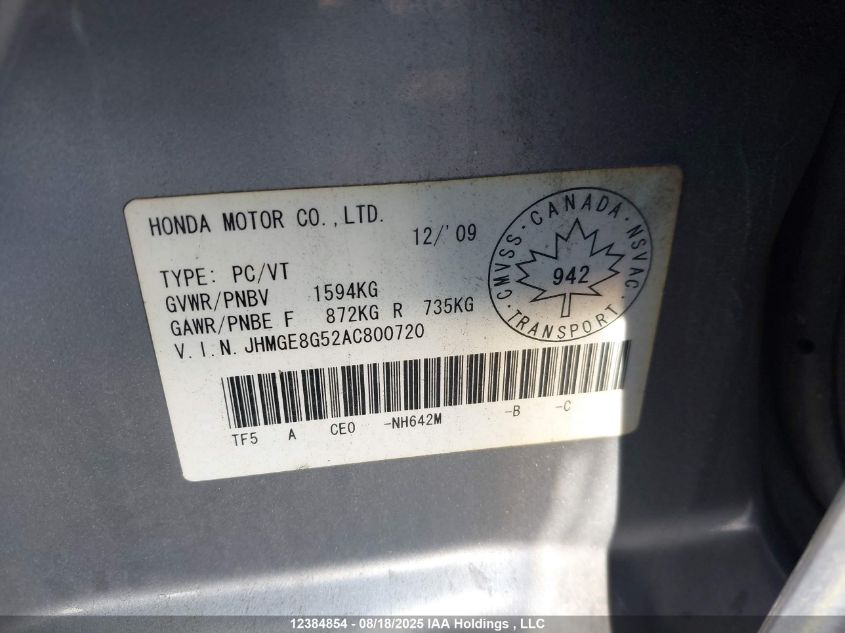 HONDA MOTOR CO.,LTD.
12/'09
TYPE: PC/VT
GVWR/PNBV 1594KG
GAWR/PNBE F 872KG R 735KG
V.I.N. JHMGE8G52AC800720
TF5 A CE0 -NH642M -B -C
CMVSS·CANADA·NSVAC·
942
TRANSPORT
12384854 - 08/18/2025 IAA Holdings , LLC